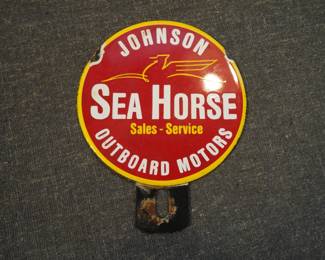 JOHNSON
SEA HORSE
Sales - Service
OUTBOARD MOTORS